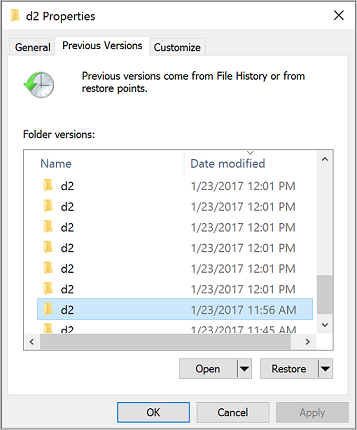 d2 Properties
General Previous Versions Customize
Previous versions come from File History or from
restore points.
Folder versions:
Name Date modified
d2 1/23/2017 12:01 PM
d2 1/23/2017 12:01 PM
d2 1/23/2017 12:01 PM
d2 1/23/2017 12:01 PM
d2 1/23/2017 12:01 PM
d2 1/23/2017 12:01 PM
d2 1/23/2017 11:56 AM
d2 1/23/2017 11:45 AM
Open Restore
OK Cancel Apply